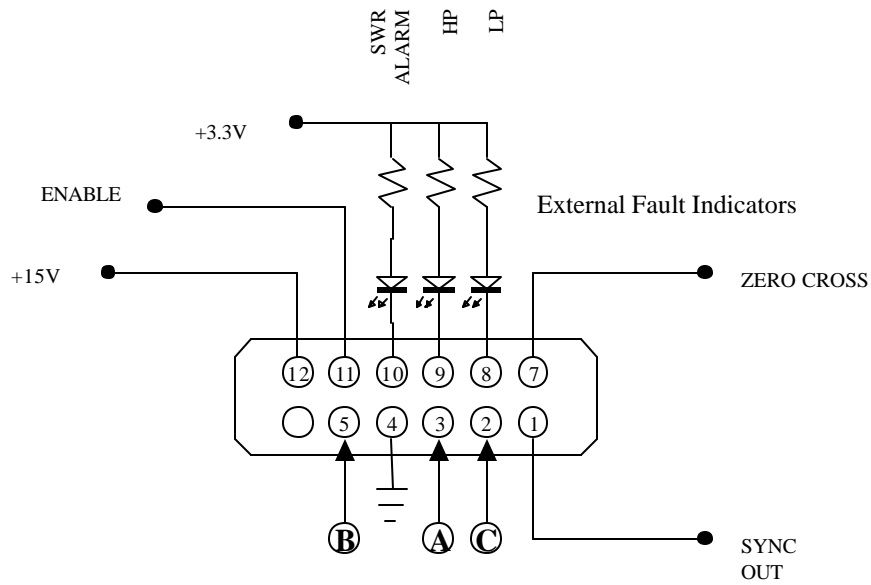 SWR
ALARM
HP
LP
+3.3V
ENABLE
External Fault Indicators
+15V
ZERO CROSS
12 11 10 9 8 7
5 4 3 2 1
B A C
SYNC
OUT